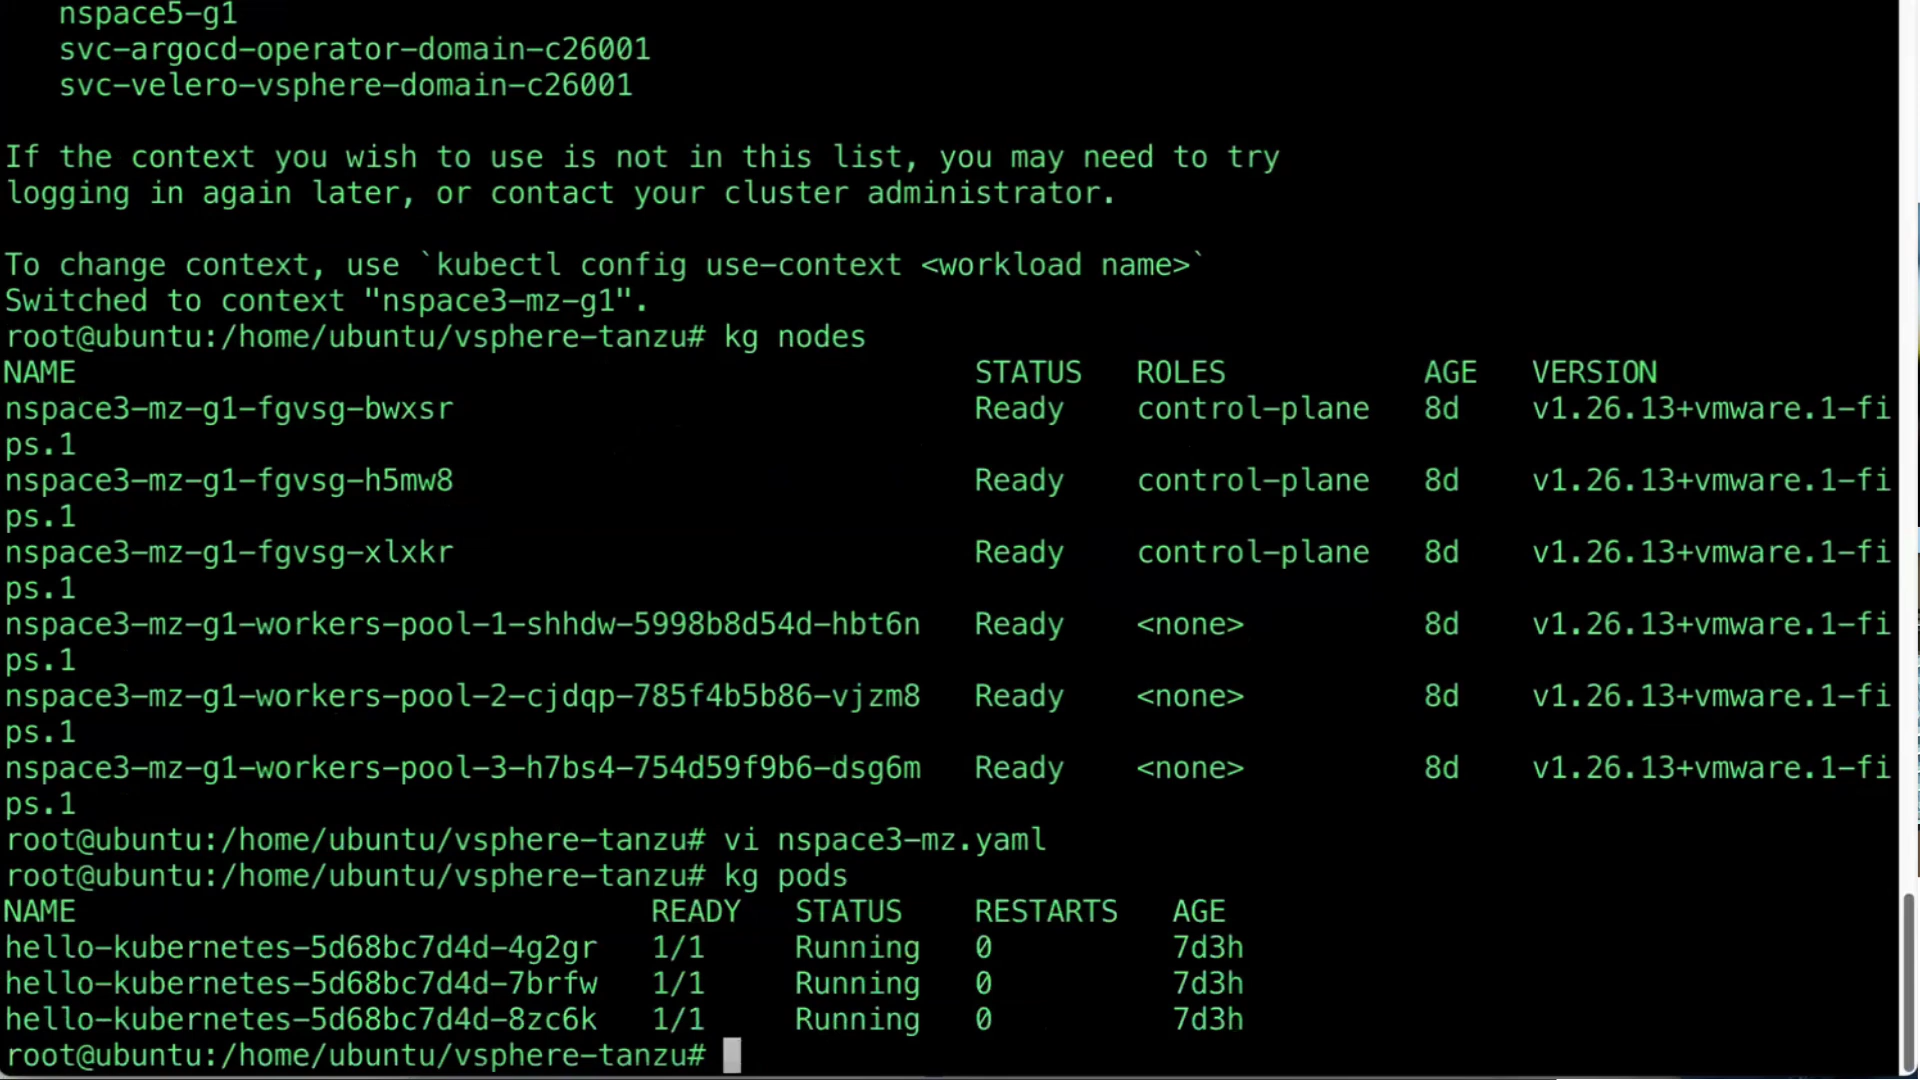 nspace5-g1
svc-argocd-operator-domain-c26001
svc-velero-vsphere-domain-c26001
If the context you wish to use is not in this list, you may need to try
logging in again later, or contact your cluster administrator.
To change context, use `kubectl config use-context <workload name>`
Switched to context "nspace3-mz-g1".
root@ubuntu:/home/ubuntu/vsphere-tanzu# kg nodes
NAME STATUS ROLES AGE VERSION
nspace3-mz-g1-fgvsg-bwxsr Ready control-plane 8d v1.26.13+vmware.1-fi
ps.1
nspace3-mz-g1-fgvsg-h5mw8 Ready control-plane 8d v1.26.13+vmware.1-fi
ps.1
nspace3-mz-g1-fgvsg-xlxkr Ready control-plane 8d v1.26.13+vmware.1-fi
ps.1
nspace3-mz-g1-workers-pool-1-shhdw-5998b8d54d-hbt6n Ready <none> 8d v1.26.13+vmware.1-fi
ps.1
nspace3-mz-g1-workers-pool-2-cjdqp-785f4b5b86-vjzm8 Ready <none> 8d v1.26.13+vmware.1-fi
ps.1
nspace3-mz-g1-workers-pool-3-h7bs4-754d59f9b6-dsg6m Ready <none> 8d v1.26.13+vmware.1-fi
ps.1
root@ubuntu:/home/ubuntu/vsphere-tanzu# vi nspace3-mz.yaml
root@ubuntu:/home/ubuntu/vsphere-tanzu# kg pods
NAME READY STATUS RESTARTS AGE
hello-kubernetes-5d68bc7d4d-4g2gr 1/1 Running 0 7d3h
hello-kubernetes-5d68bc7d4d-7brfw 1/1 Running 0 7d3h
hello-kubernetes-5d68bc7d4d-8zc6k 1/1 Running 0 7d3h
root@ubuntu:/home/ubuntu/vsphere-tanzu#